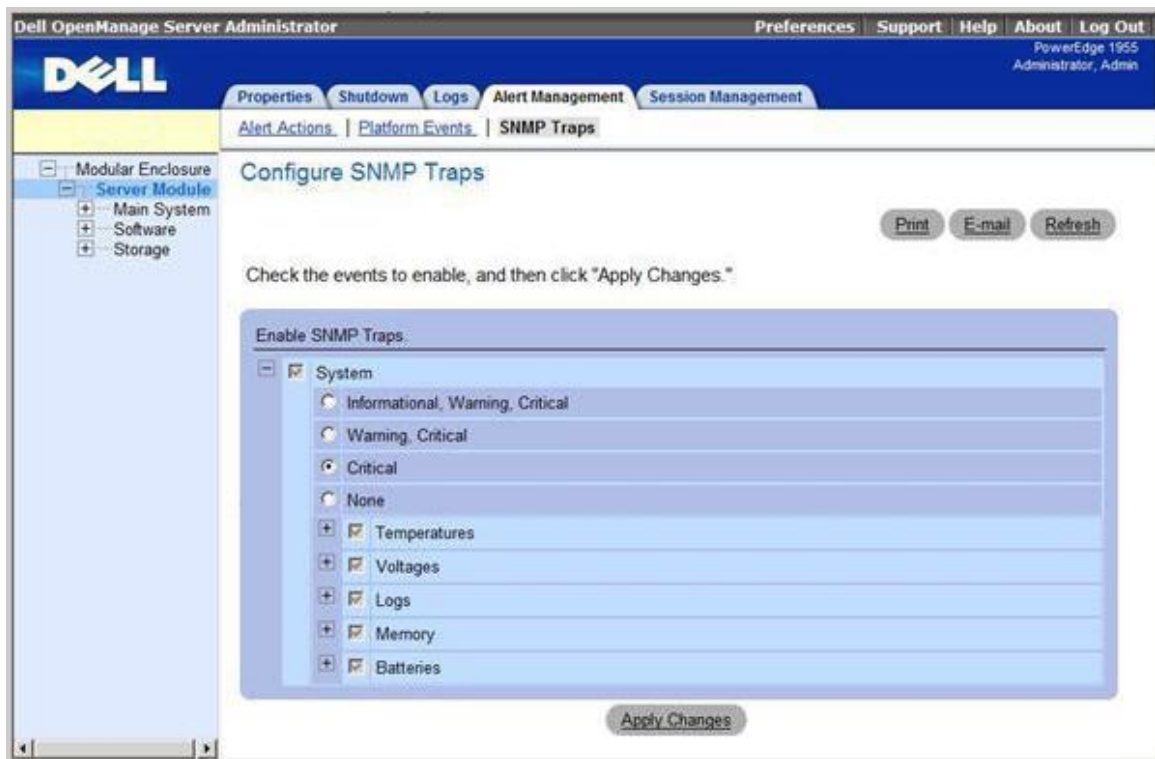 Dell OpenManage Server Administrator
Preferences Support Help About Log Out
PowerEdge 1955
Administrator, Admin
DELL
Properties Shutdown Logs Alert Management Session Management
Alert Actions | Platform Events | SNMP Traps
Modular Enclosure
Server Module
Main System
Software
Storage
Configure SNMP Traps
Print E-mail Refresh
Check the events to enable, and then click "Apply Changes."
Enable SNMP Traps.
System
Informational, Warning, Critical
Warning, Critical
Critical
None
Temperatures
Voltages
Logs
Memory
Batteries
Apply Changes